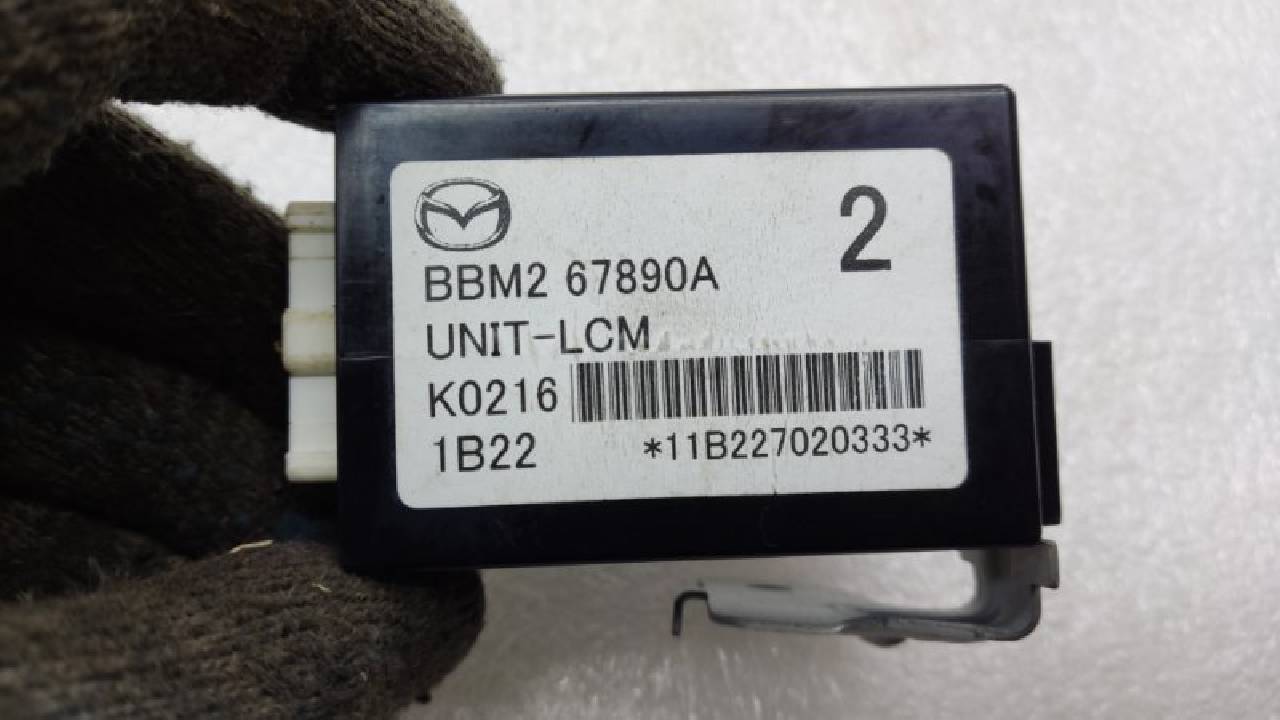 2
BBM2 67890A
UNIT-LCM
K0216
1B22 *11B227020333*